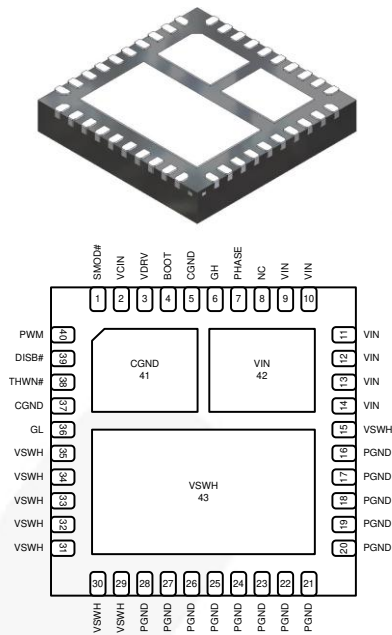 SMOD#
VCIN
VDRV
BOOT
CGND
GH
PHASE
NC
VIN
VIN
1
2
3
4
5
6
7
8
9
10
PWM
40
DISB#
39
THWN#
38
CGND
37
GL
36
VSWH
35
VSWH
34
VSWH
33
VSWH
32
VSWH
31
CGND
41
VIN
42
VSWH
43
11
VIN
12
VIN
13
VIN
14
VIN
15
VSWH
16
PGND
17
PGND
18
PGND
19
PGND
20
PGND
30
29
28
27
26
25
24
23
22
21
VSWH
VSWH
PGND
PGND
PGND
PGND
PGND
PGND
PGND
PGND